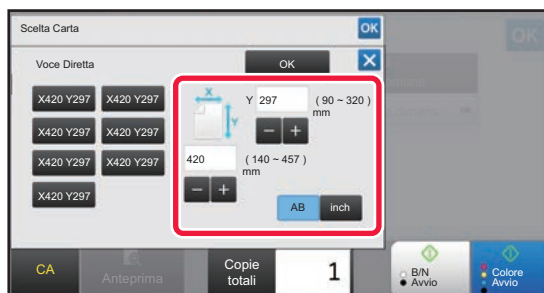 Scelta Carta
OK
OK
Voce Diretta
OK
X420 Y297
X420 Y297
X
Y
Y 297 ( 90 ~ 320 )
mm
X420 Y297
X420 Y297
X420 Y297
X420 Y297
420 ( 140 ~ 457 )
mm
X420 Y297
AB
inch
CA
Anteprima
Copie
totali
1
B/N
Avvio
Colore
Avvio